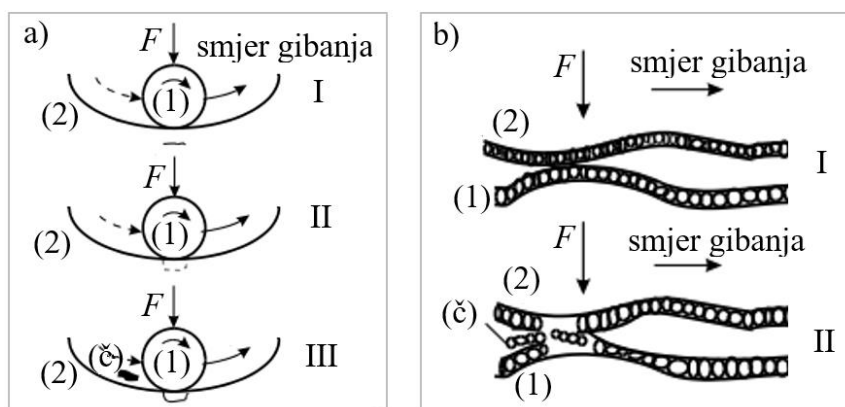 a)
F
smjer gibanja
(1)
(2)
I
F
(1)
(2)
II
F
(č)
(1)
(2)
III
b)
F
smjer gibanja
(2)
(1)
I
F
smjer gibanja
(2)
(č)
(1)
II